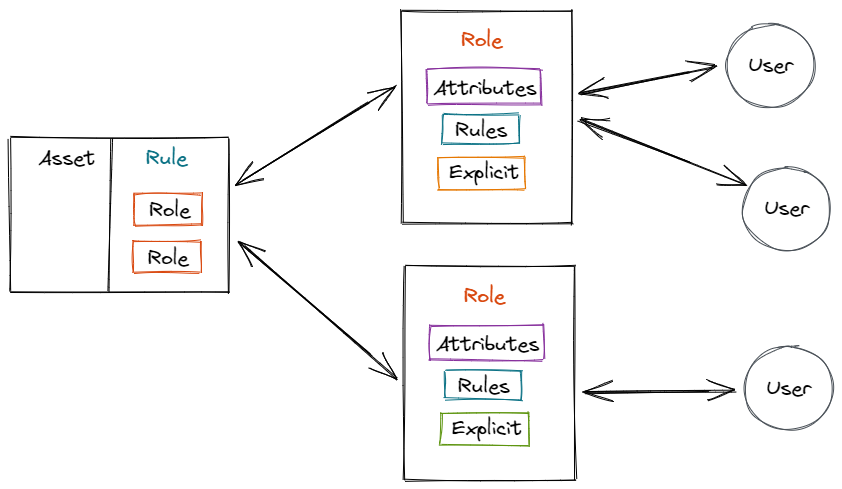 Asset
Rule
Role
Role
Role
Attributes
Rules
Explicit
Role
Attributes
Rules
Explicit
User
User
User